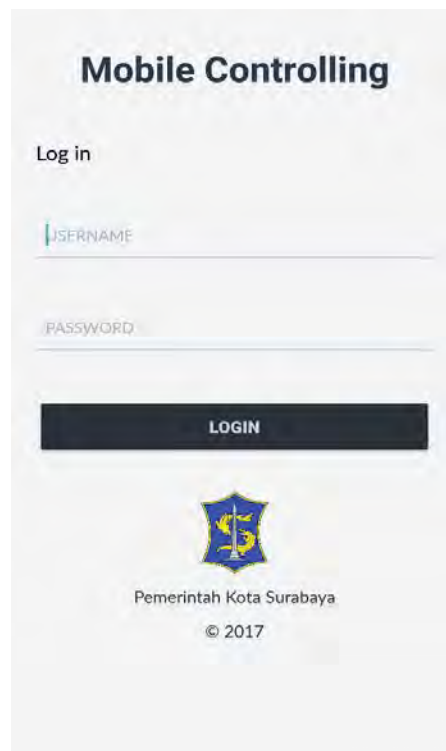 Mobile Controlling
Log in
USERNAME
PASSWORD
LOGIN
Pemerintah Kota Surabaya
© 2017